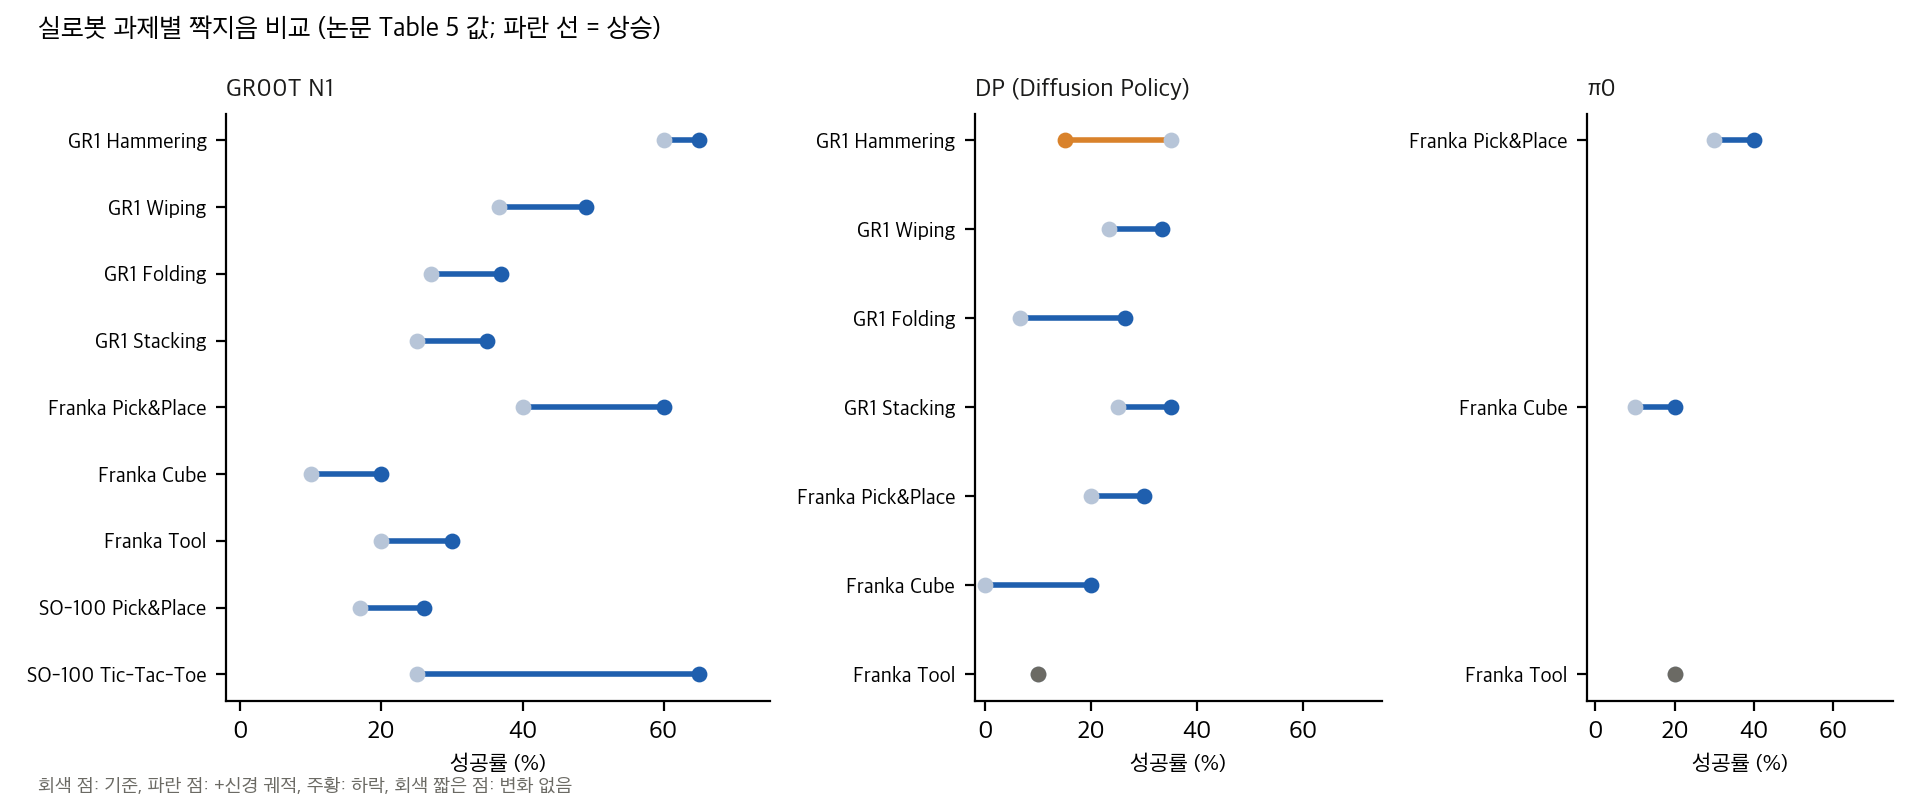 실로봇 과제별 짝지음 비교 (논문 Table 5 값; 파란 선 = 상승)
GR00T N1
GR1 Hammering
GR1 Wiping
GR1 Folding
GR1 Stacking
Franka Pick&Place
Franka Cube
Franka Tool
SO-100 Pick&Place
SO-100 Tic-Tac-Toe
0 20 40 60
성공률 (%)
DP (Diffusion Policy)
GR1 Hammering
GR1 Wiping
GR1 Folding
GR1 Stacking
Franka Pick&Place
Franka Cube
Franka Tool
0 20 40 60
성공률 (%)
π0
Franka Pick&Place
Franka Cube
Franka Tool
0 20 40 60
성공률 (%)
회색 점: 기준, 파란 점: +신경 궤적, 주황: 하락, 회색 짧은 점: 변화 없음